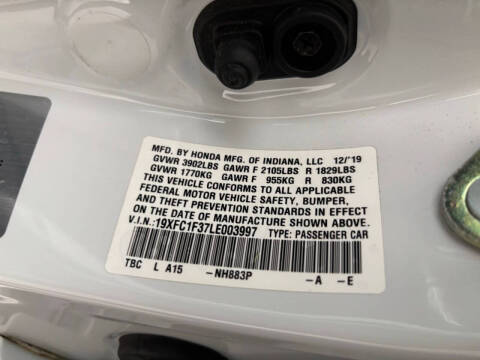 MFD. BY HONDA MFG. OF INDIANA, LLC 12/'19
GVWR 3902LBS GAWR F 2105LBS R 1829LBS
GVWR 1770KG GAWR F 955KG R 830KG
THIS VEHICLE CONFORMS TO ALL APPLICABLE
FEDERAL MOTOR VEHICLE SAFETY, BUMPER,
AND THEFT PREVENTION STANDARDS IN EFFECT
ON THE DATE OF MANUFACTURE SHOWN ABOVE.
V.I.N.:19XFC1F37LE003997 TYPE: PASSENGER CAR
TBC L A15 -NH883P -A -E